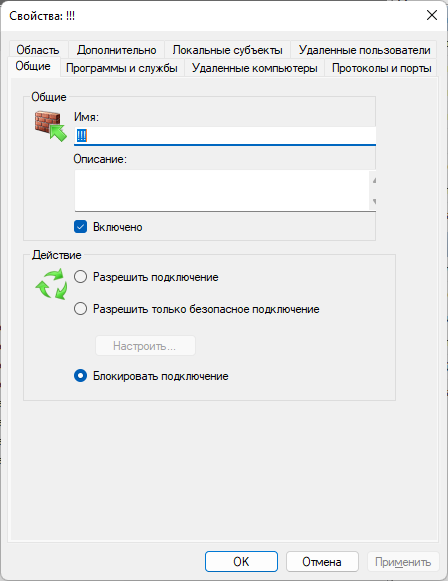 Свойства: !!!
Область Дополнительно Локальные субъекты Удаленные пользователи
Общие Программы и службы Удаленные компьютеры Протоколы и порты
Общие
Имя:
!!!
Описание:
Включено
Действие
Разрешить подключение
Разрешить только безопасное подключение
Настроить...
Блокировать подключение
OK Отмена Применить